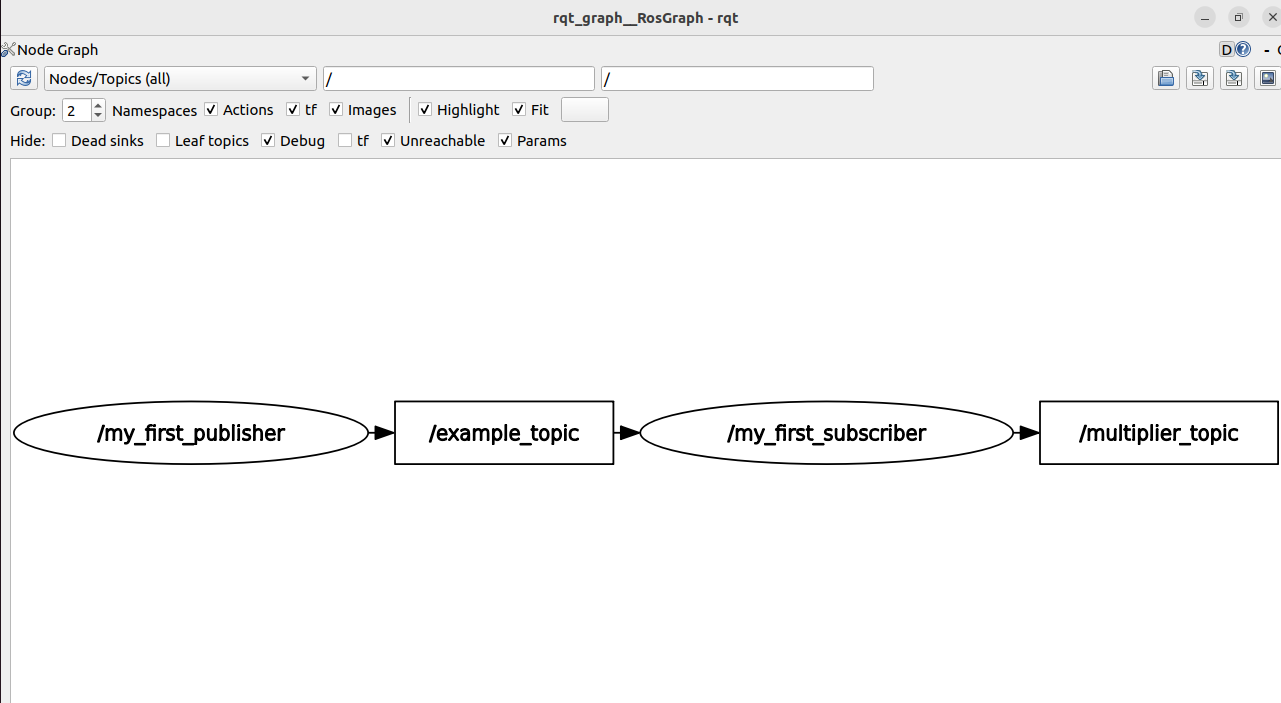 rqt_graph__RosGraph - rqt
Node Graph
D ? -
Nodes/Topics (all) / /
Group: 2 Namespaces Actions tf Images Highlight Fit
Hide: Dead sinks Leaf topics Debug tf Unreachable Params
/my_first_publisher /example_topic /my_first_subscriber /multiplier_topic